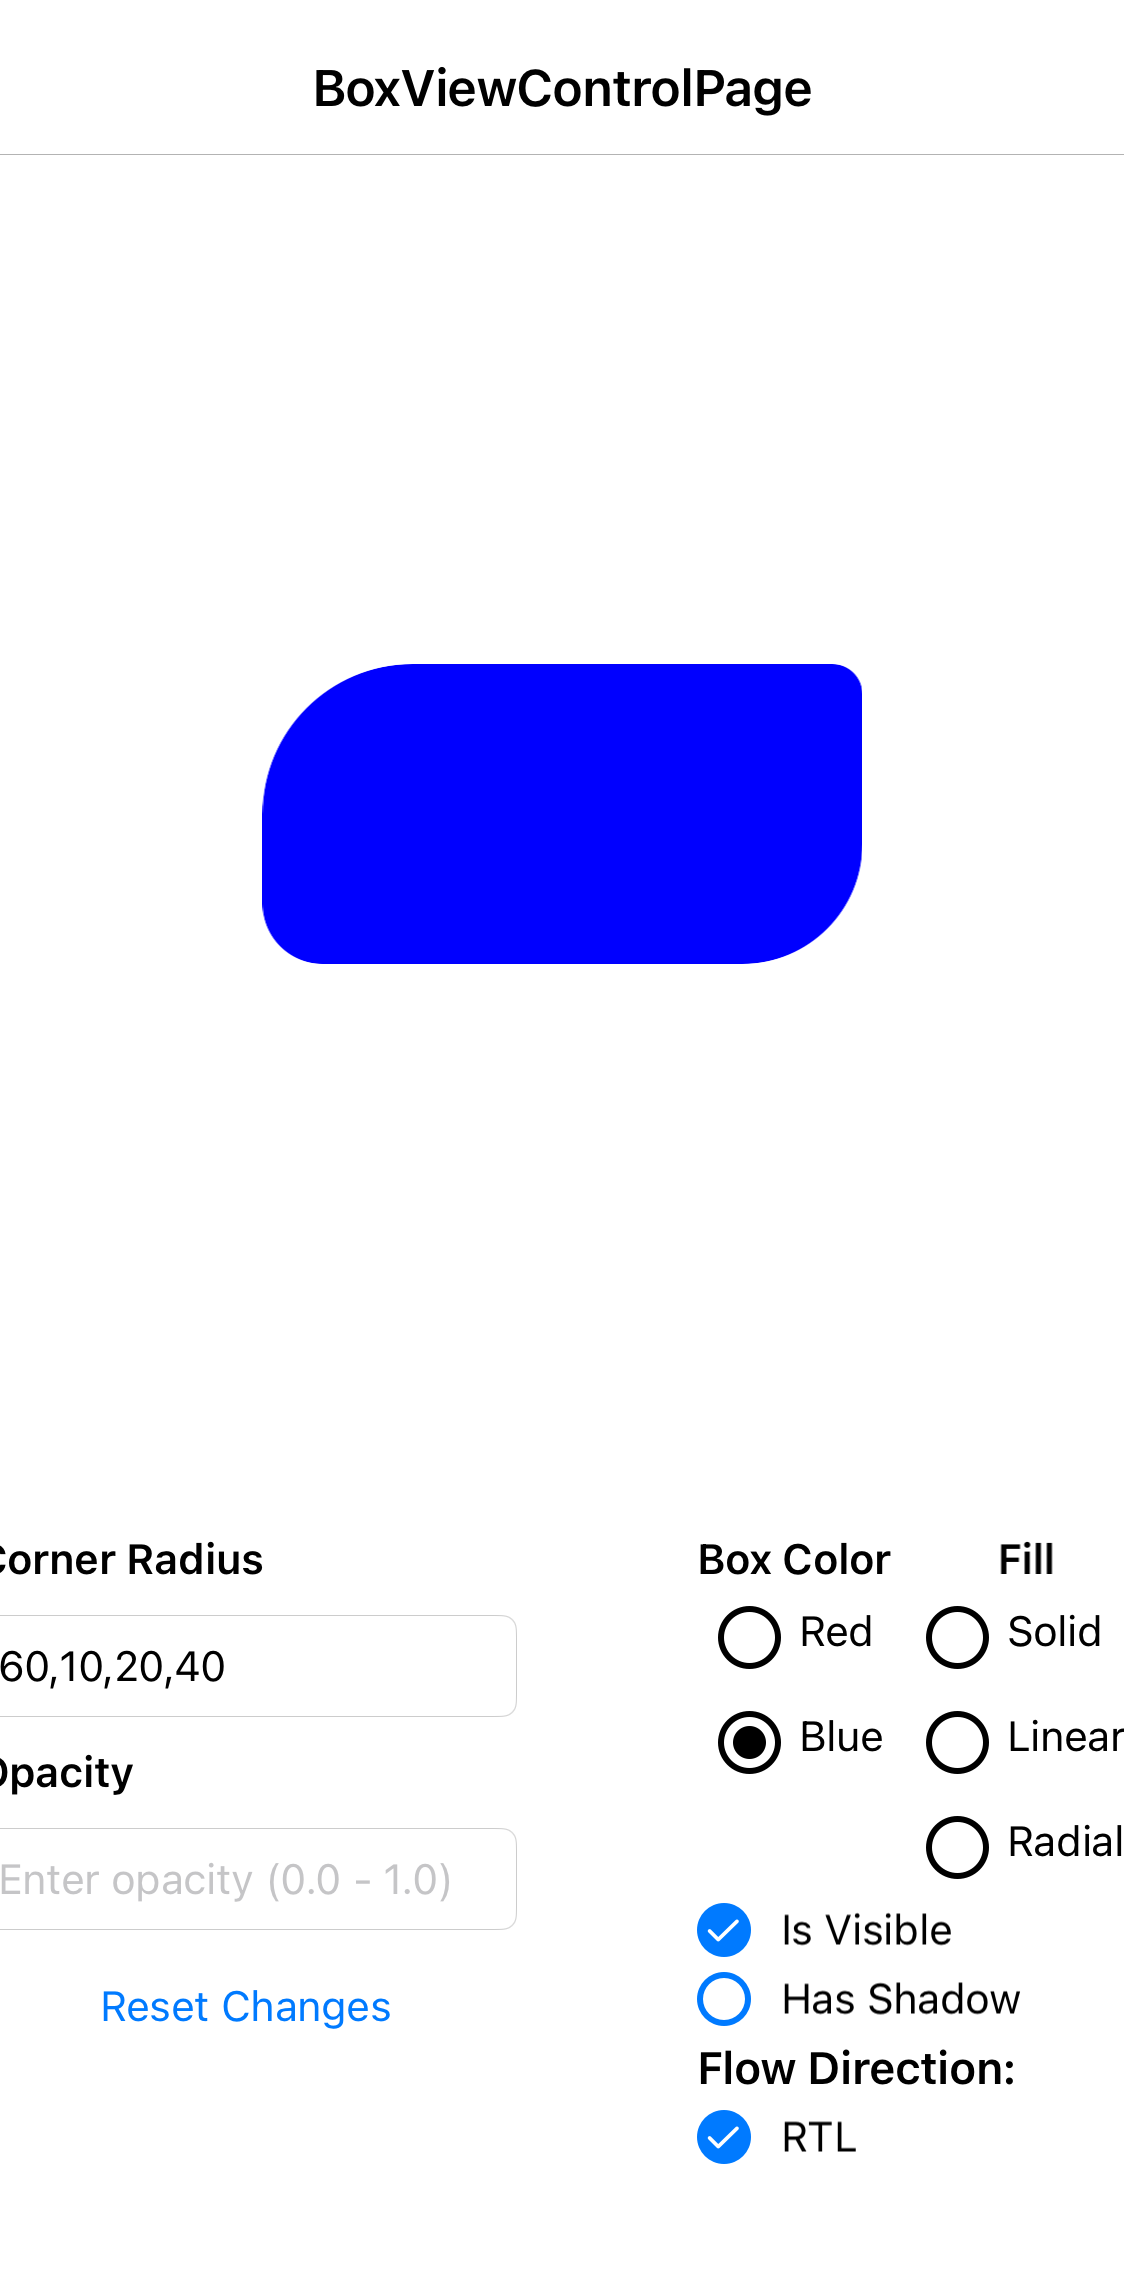 BoxViewControlPage
Corner Radius
60,10,20,40
Opacity
Enter opacity (0.0 - 1.0)
Reset Changes
Box Color
Fill
Red
Solid
Blue
Linear
Radial
Is Visible
Has Shadow
Flow Direction:
RTL